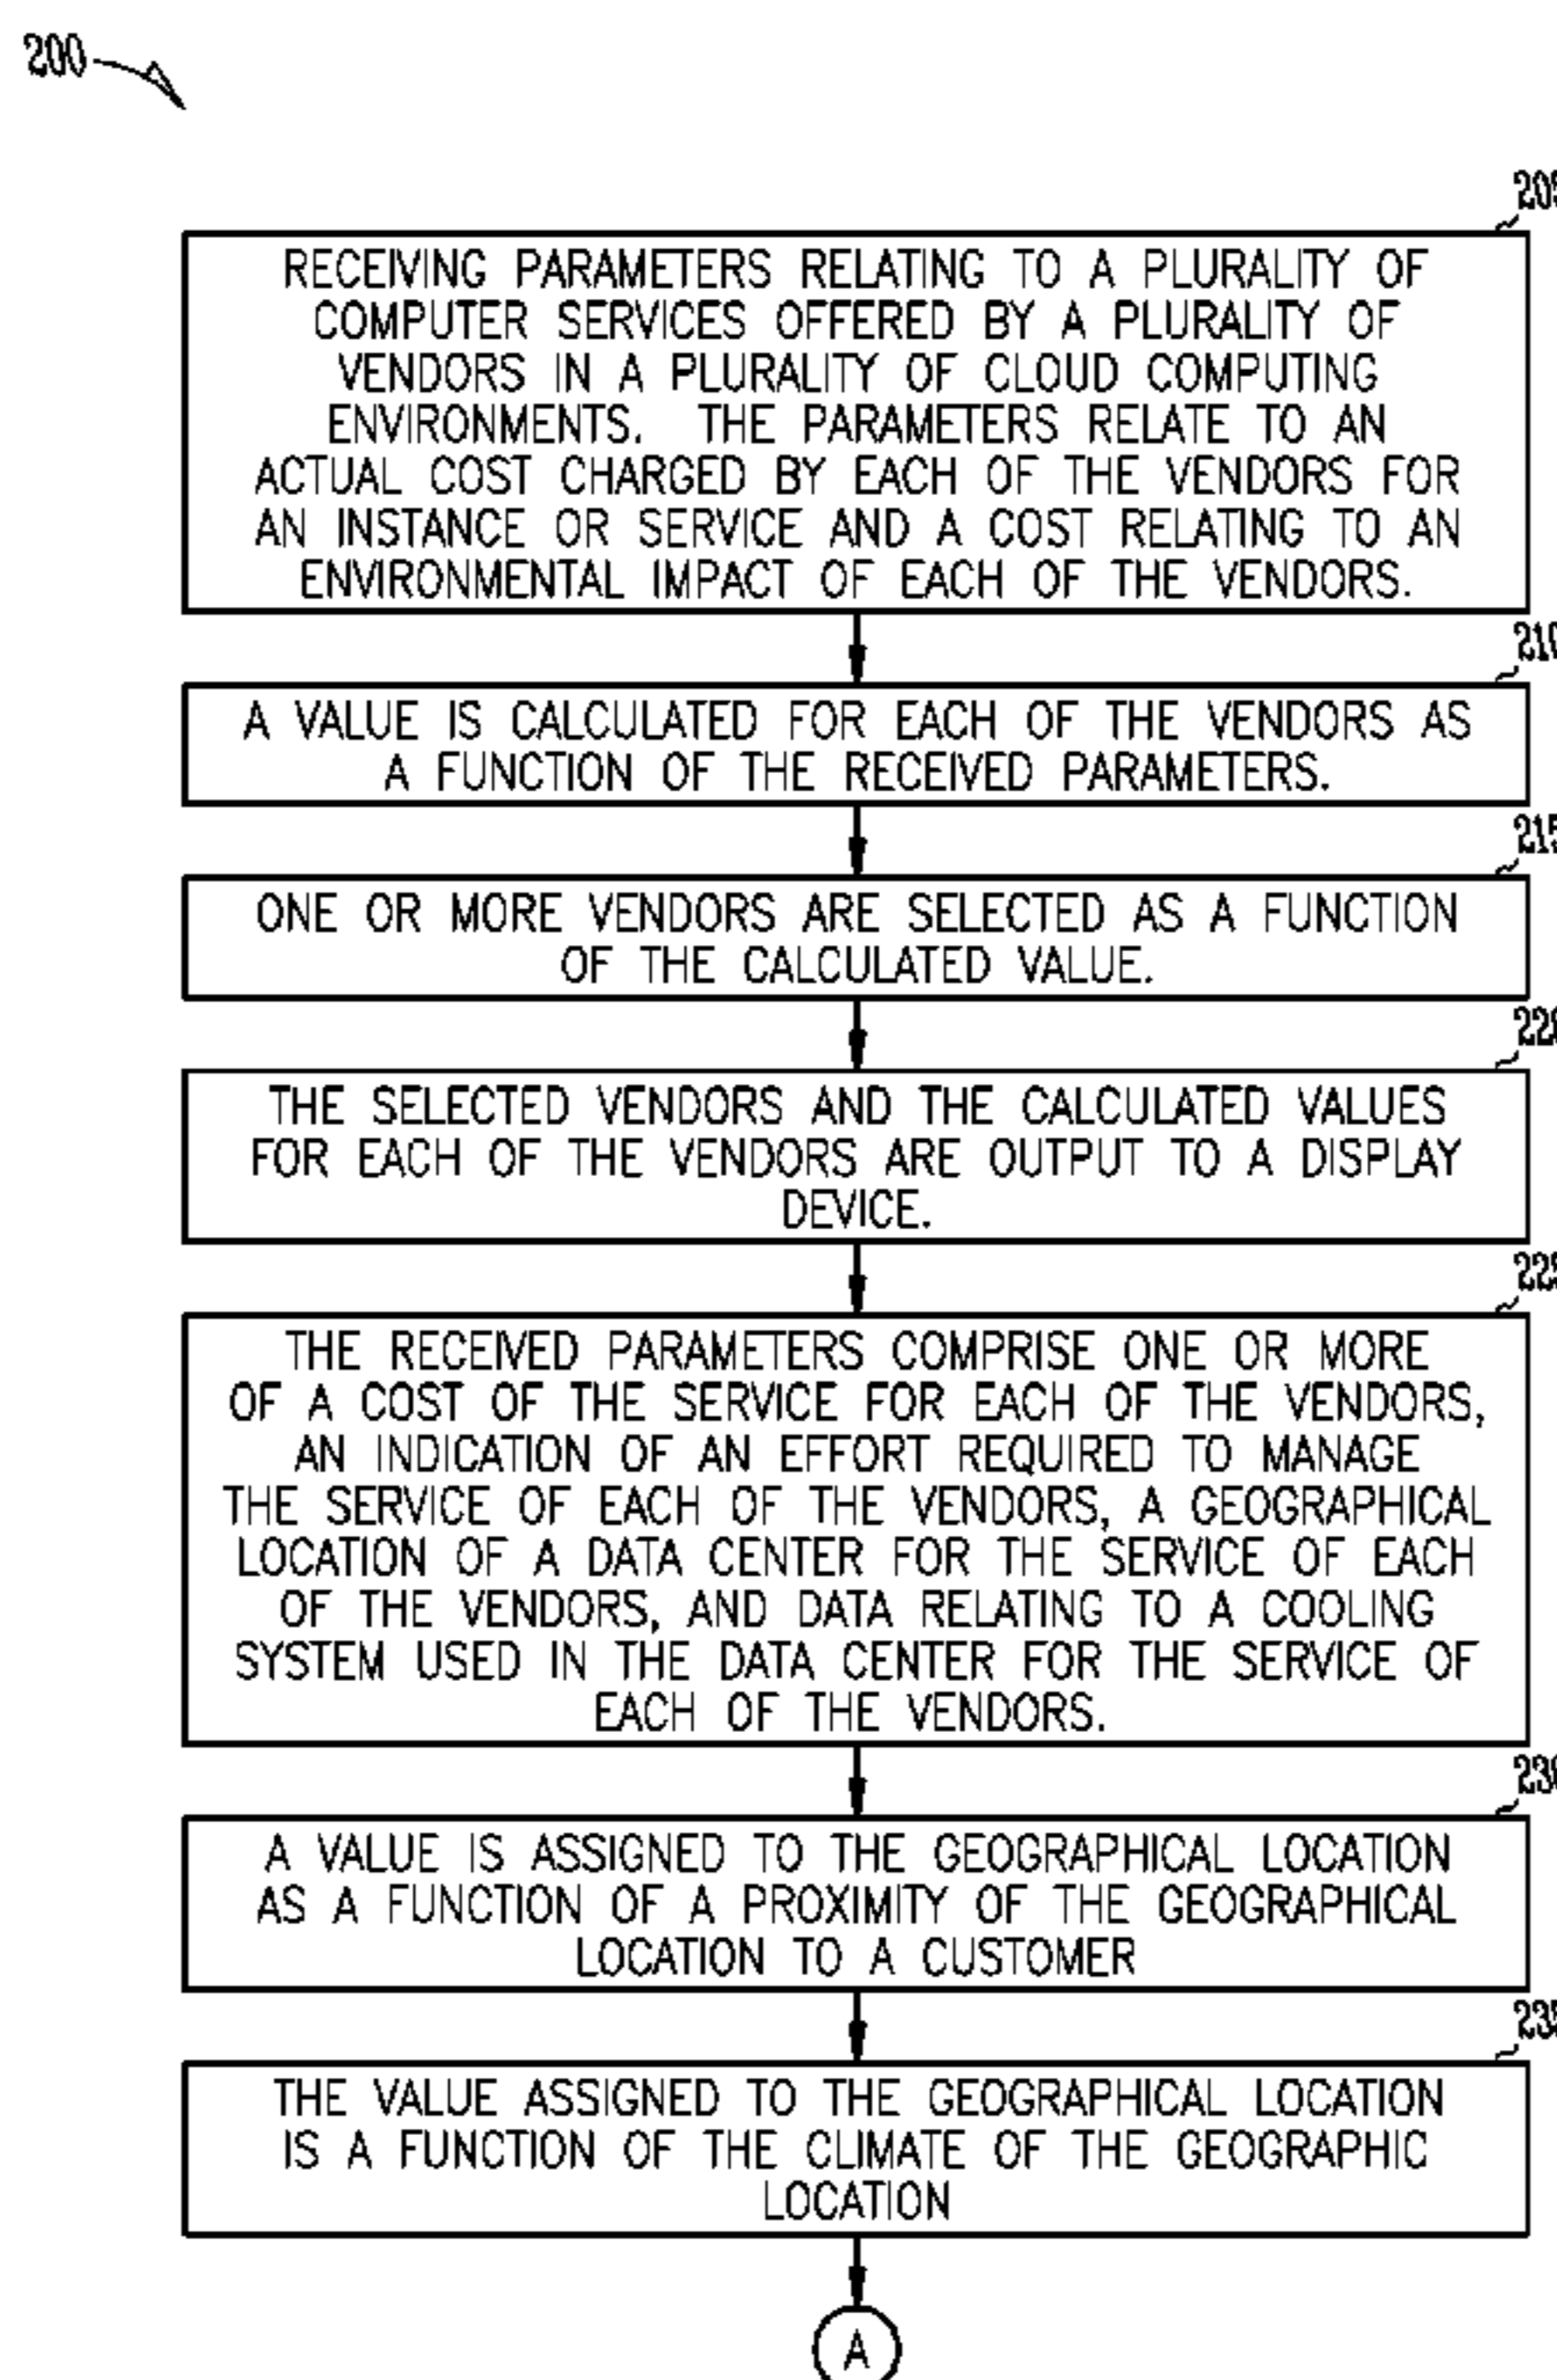 200
205
RECEIVING PARAMETERS RELATING TO A PLURALITY OF
COMPUTER SERVICES OFFERED BY A PLURALITY OF
VENDORS IN A PLURALITY OF CLOUD COMPUTING
ENVIRONMENTS. THE PARAMETERS RELATE TO AN
ACTUAL COST CHARGED BY EACH OF THE VENDORS FOR
AN INSTANCE OR SERVICE AND A COST RELATING TO AN
ENVIRONMENTAL IMPACT OF EACH OF THE VENDORS.
210
A VALUE IS CALCULATED FOR EACH OF THE VENDORS AS
A FUNCTION OF THE RECEIVED PARAMETERS.
215
ONE OR MORE VENDORS ARE SELECTED AS A FUNCTION
OF THE CALCULATED VALUE.
220
THE SELECTED VENDORS AND THE CALCULATED VALUES
FOR EACH OF THE VENDORS ARE OUTPUT TO A DISPLAY
DEVICE.
225
THE RECEIVED PARAMETERS COMPRISE ONE OR MORE
OF A COST OF THE SERVICE FOR EACH OF THE VENDORS,
AN INDICATION OF AN EFFORT REQUIRED TO MANAGE
THE SERVICE OF EACH OF THE VENDORS, A GEOGRAPHICAL
LOCATION OF A DATA CENTER FOR THE SERVICE OF EACH
OF THE VENDORS, AND DATA RELATING TO A COOLING
SYSTEM USED IN THE DATA CENTER FOR THE SERVICE OF
EACH OF THE VENDORS.
230
A VALUE IS ASSIGNED TO THE GEOGRAPHICAL LOCATION
AS A FUNCTION OF A PROXIMITY OF THE GEOGRAPHICAL
LOCATION TO A CUSTOMER
235
THE VALUE ASSIGNED TO THE GEOGRAPHICAL LOCATION
IS A FUNCTION OF THE CLIMATE OF THE GEOGRAPHIC
LOCATION
A